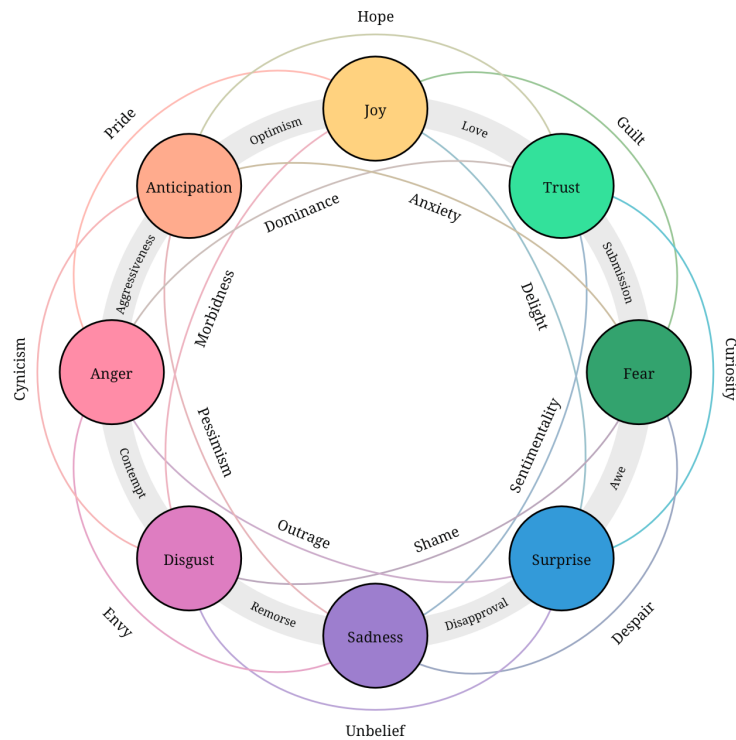 Hope
Joy
Pride
Optimism
Love
Guilt
Anticipation
Trust
Dominance
Anxiety
Aggressiveness
Submission
Morbidness
Delight
Cynicism
Anger
Fear
Curiosity
Pessimism
Sentimentality
Contempt
Awe
Outrage
Shame
Disgust
Surprise
Remorse
Disapproval
Envy
Sadness
Despair
Unbelief